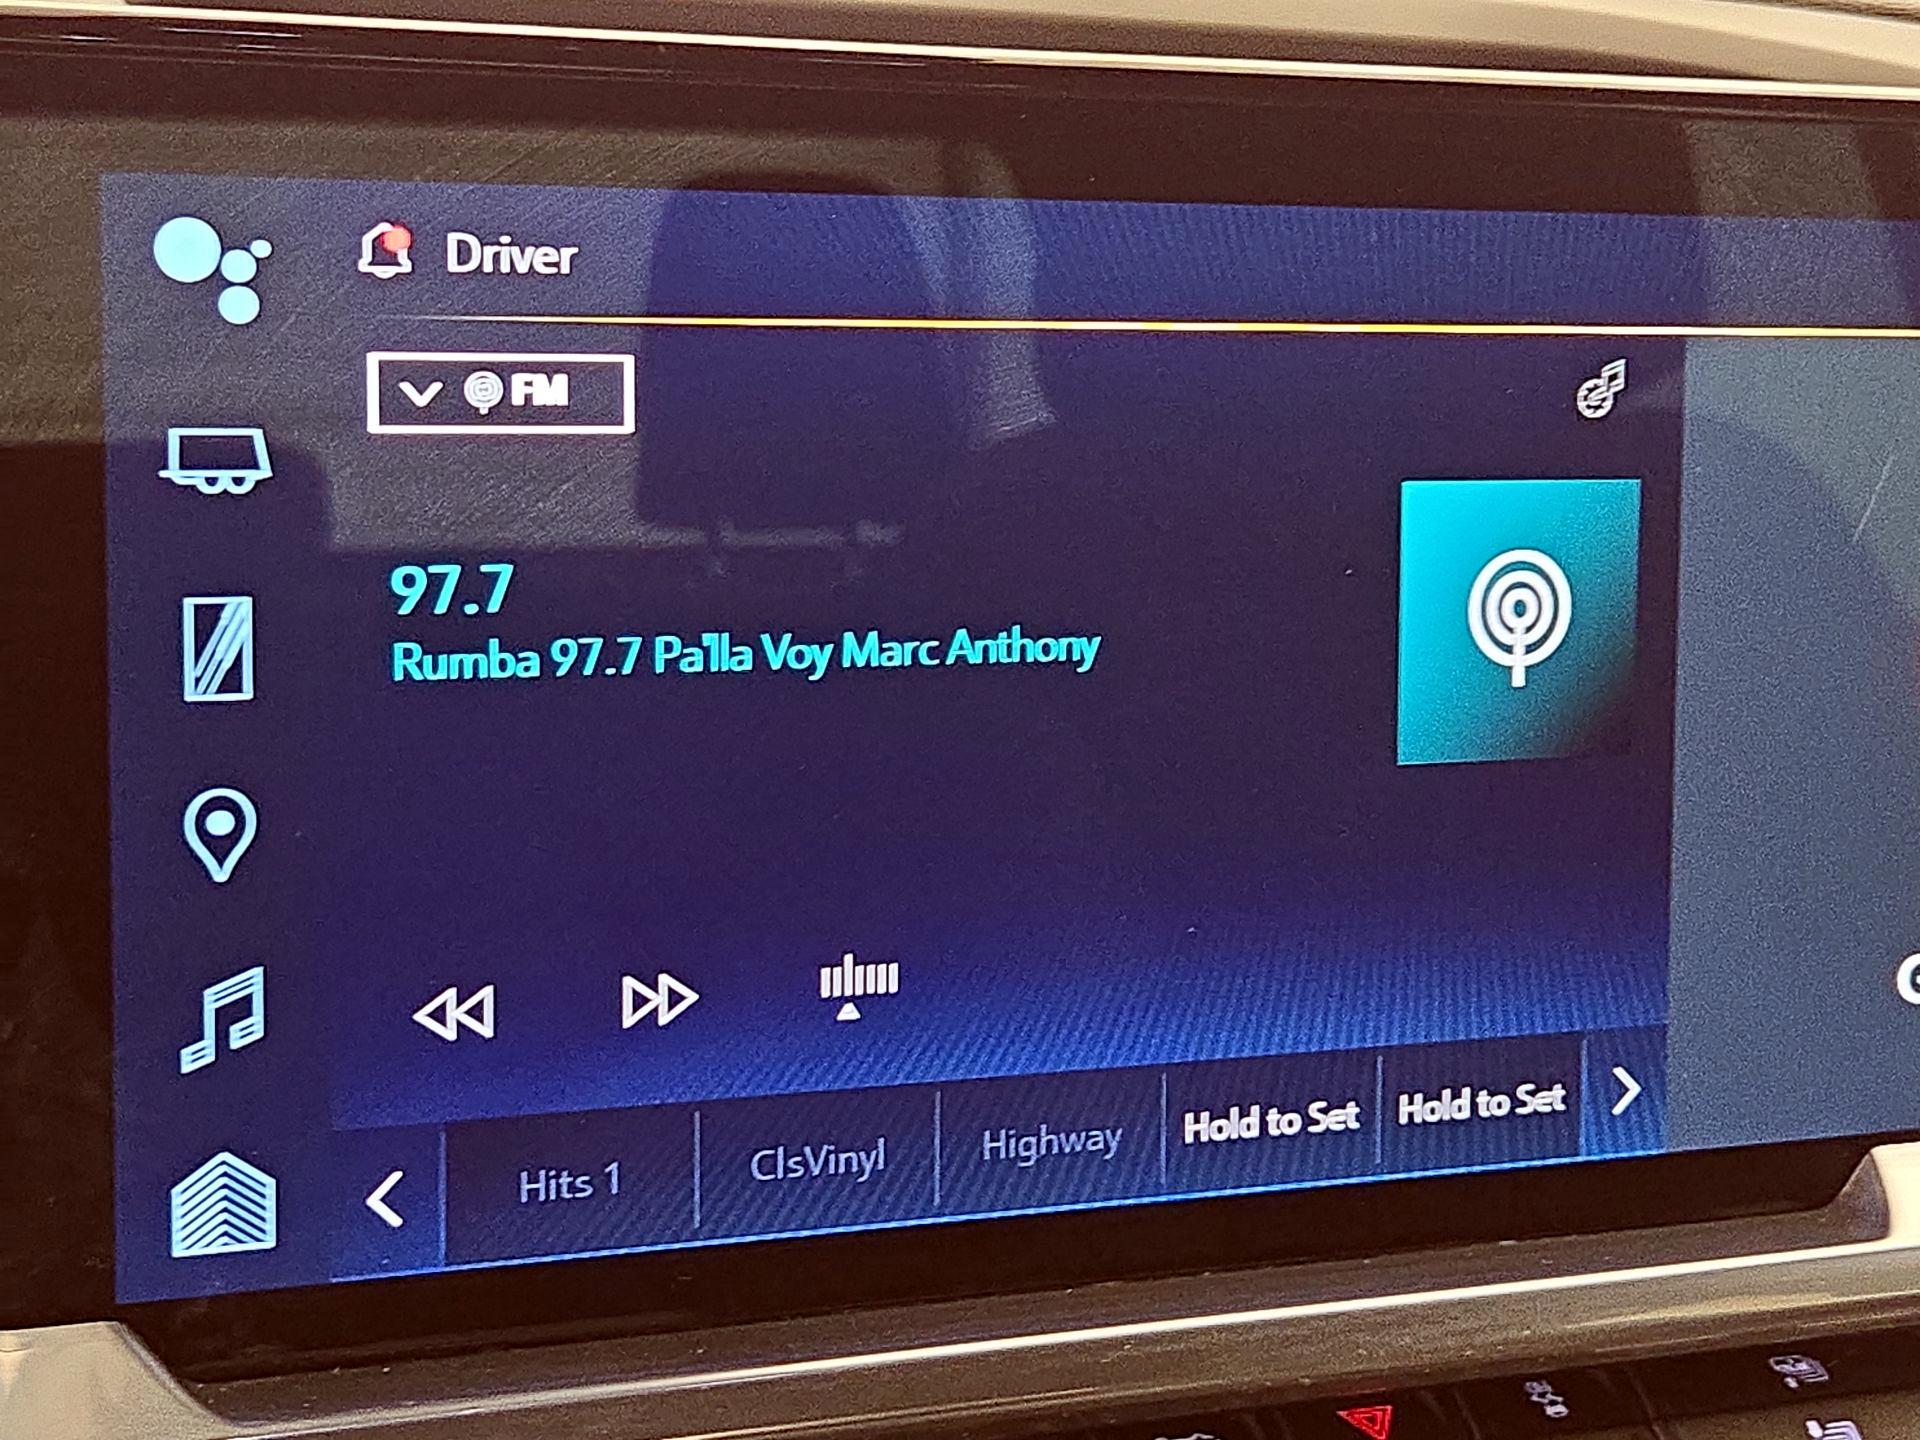 Driver
FM
97.7
Rumba 97.7 Pa'lla Voy Marc Anthony
Hits 1
ClsVinyl
Highway
Hold to Set
Hold to Set